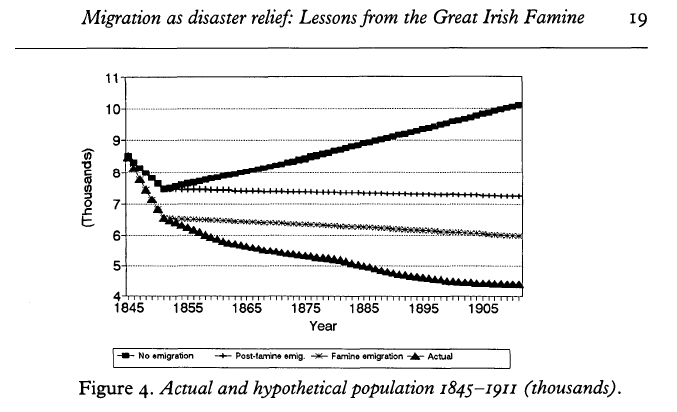 Migration as disaster relief: Lessons from the Great Irish Famine 19
11
10
9
8
7
6
5
4
(Thousands)
1845 1855 1865 1875 1885 1895 1905
Year
No emigration Post-famine emig. Famine emigration Actual
Figure 4. Actual and hypothetical population 1845–1911 (thousands).